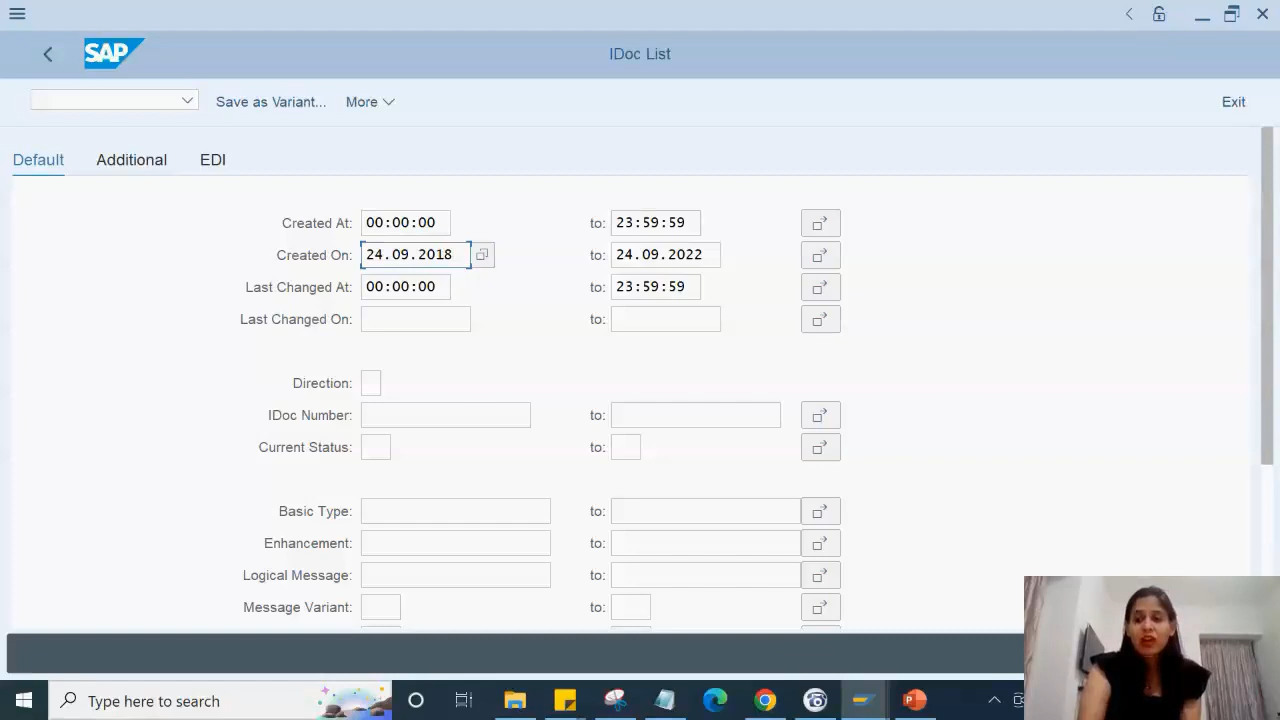 SAP
IDoc List
Save as Variant... More Exit
Default Additional EDI
Created At: 00:00:00 to: 23:59:59
Created On: 24.09.2018 to: 24.09.2022
Last Changed At: 00:00:00 to: 23:59:59
Last Changed On: to:
Direction:
IDoc Number: to:
Current Status: to:
Basic Type: to:
Enhancement: to:
Logical Message: to:
Message Variant: to:
Type here to search